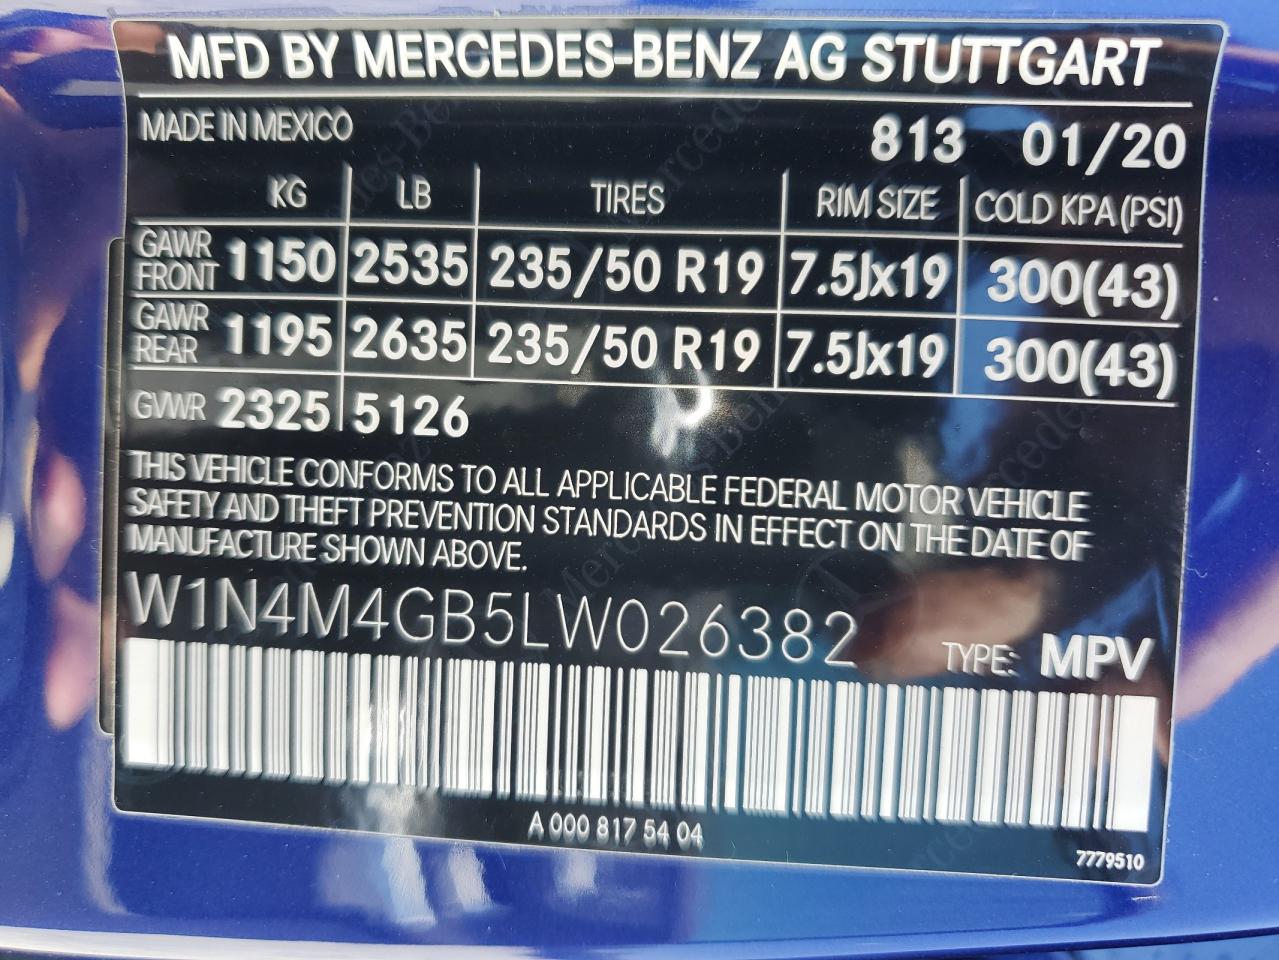 MFD BY MERCEDES-BENZ AG STUTTGART
MADE IN MEXICO 813 01/20
KG LB TIRES RIM SIZE COLD KPA (PSI)
GAWR FRONT 1150 2535 235/50 R19 7.5Jx19 300(43)
GAWR REAR 1195 2635 235/50 R19 7.5Jx19 300(43)
GVWR 2325 5126
THIS VEHICLE CONFORMS TO ALL APPLICABLE FEDERAL MOTOR VEHICLE
SAFETY AND THEFT PREVENTION STANDARDS IN EFFECT ON THE DATE OF
MANUFACTURE SHOWN ABOVE.
W1N4M4GB5LW026382 TYPE: MPV
A 000 817 54 04
7779510